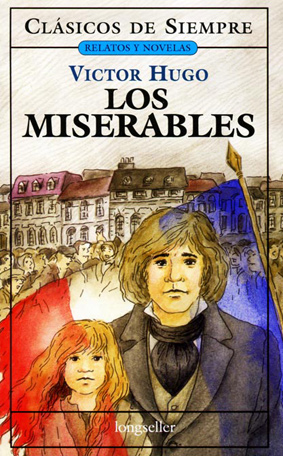 CLÁSICOS DE SIEMPRE
RELATOS Y NOVELAS
VICTOR HUGO
LOS
MISERABLES
longseller